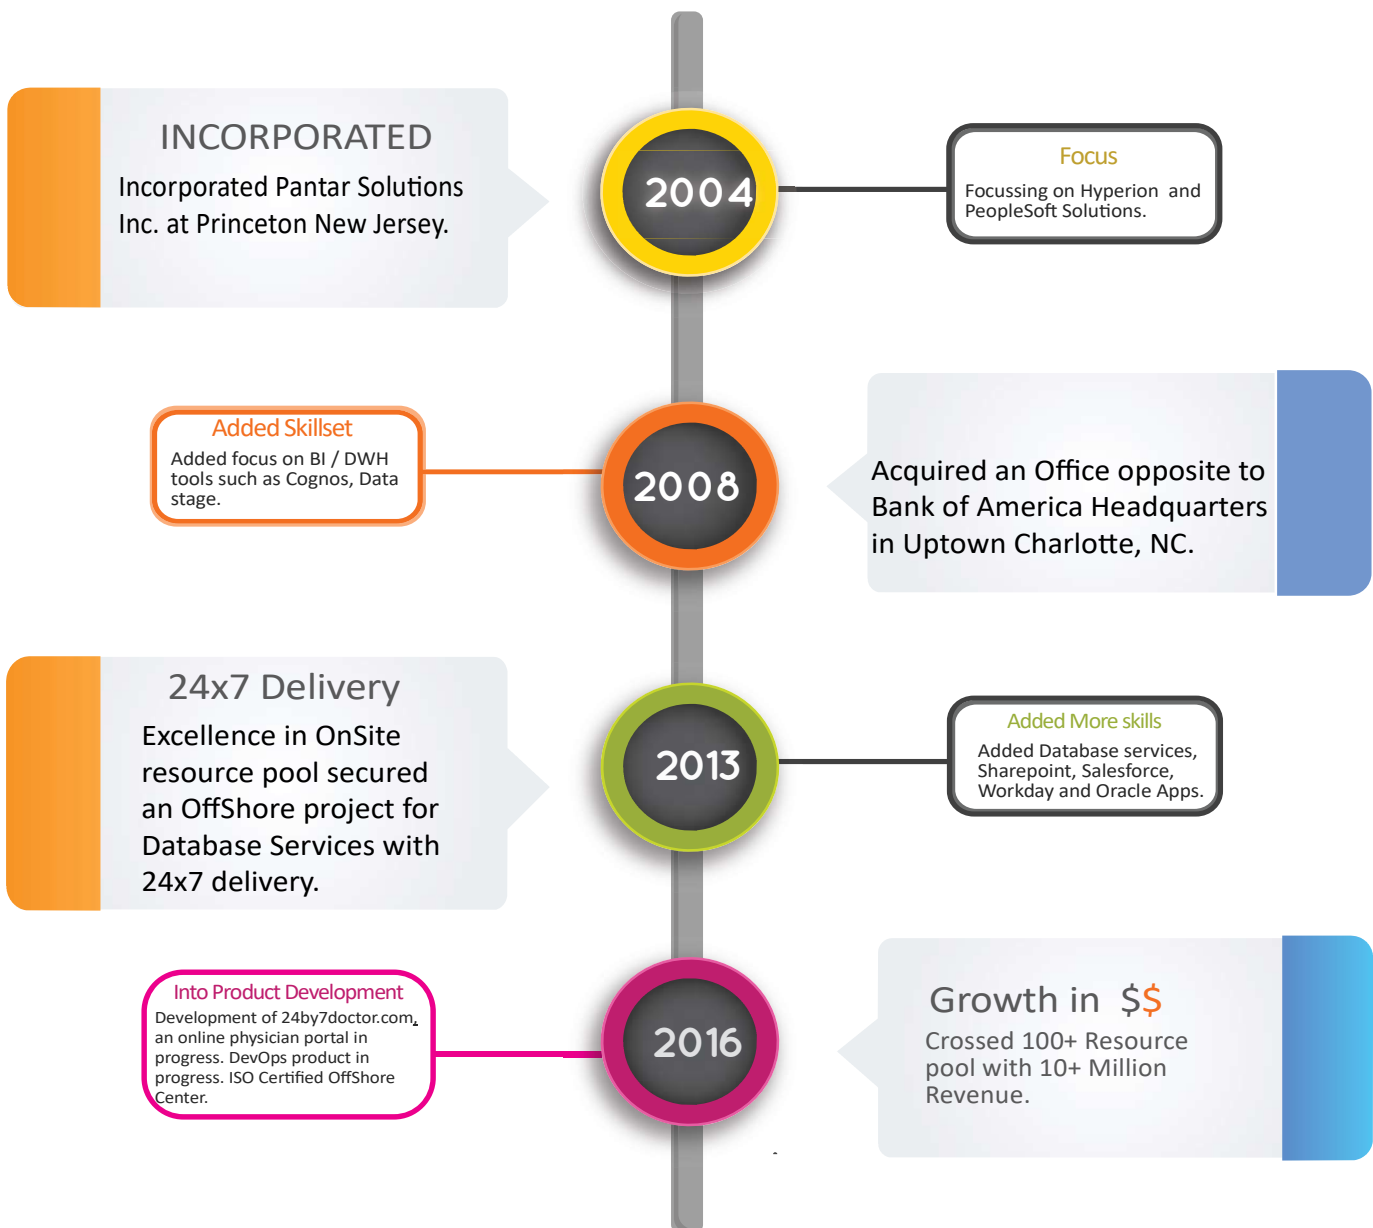 INCORPORATED
Incorporated Pantar Solutions
Inc. at Princeton New Jersey.
2004
Focus
Focussing on Hyperion and
PeopleSoft Solutions.
Added Skillset
Added focus on BI / DWH
tools such as Cognos, Data
stage.
2008
Acquired an Office opposite to
Bank of America Headquarters
in Uptown Charlotte, NC.
24x7 Delivery
Excellence in OnSite
resource pool secured
an OffShore project for
Database Services with
24x7 delivery.
2013
Added More skills
Added Database services,
Sharepoint, Salesforce,
Workday and Oracle Apps.
Into Product Development
Development of 24by7doctor.com,
an online physician portal in
progress. DevOps product in
progress. ISO Certified OffShore
Center.
2016
Growth in $$
Crossed 100+ Resource
pool with 10+ Million
Revenue.